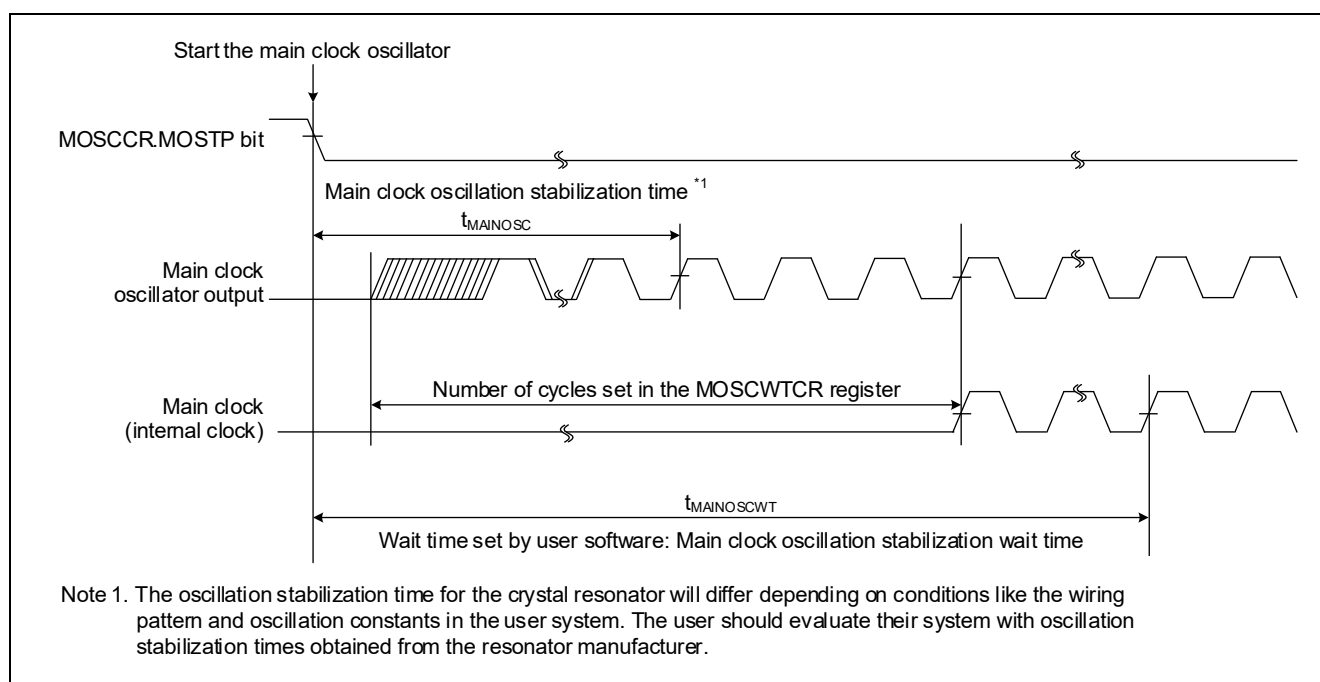 Start the main clock oscillator
MOSCCR.MOSTP bit
Main clock oscillation stabilization time *1
tMAINOSC
Main clock
oscillator output
Number of cycles set in the MOSCWTCR register
Main clock
(internal clock)
tMAINOSCWT
Wait time set by user software: Main clock oscillation stabilization wait time
Note 1. The oscillation stabilization time for the crystal resonator will differ depending on conditions like the wiring
pattern and oscillation constants in the user system. The user should evaluate their system with oscillation
stabilization times obtained from the resonator manufacturer.